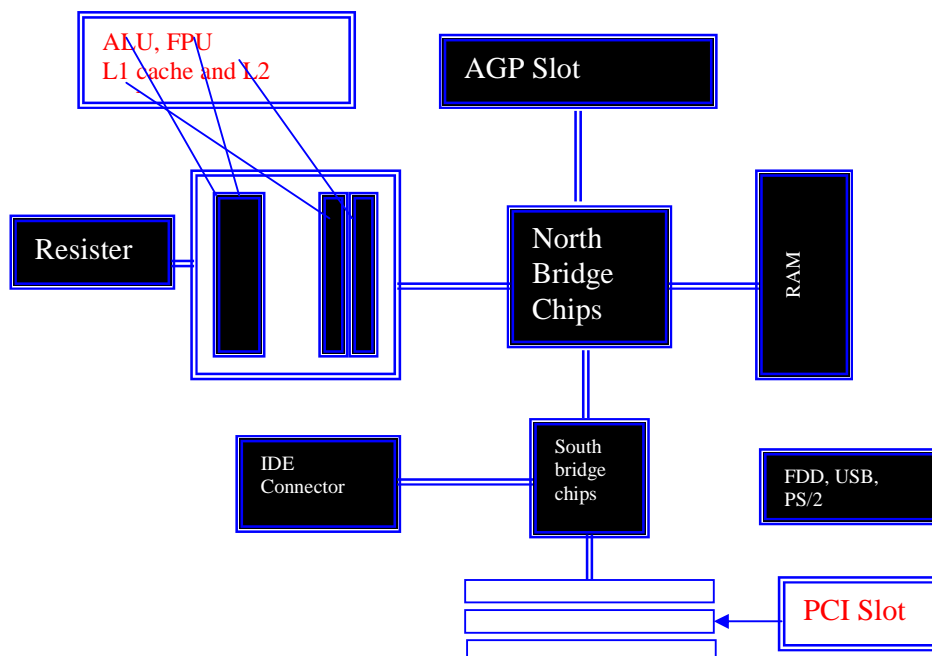 ALU, FPU
L1 cache and L2
AGP Slot
Resister
North
Bridge
Chips
RAM
IDE
Connector
South
bridge
chips
FDD, USB,
PS/2
PCI Slot